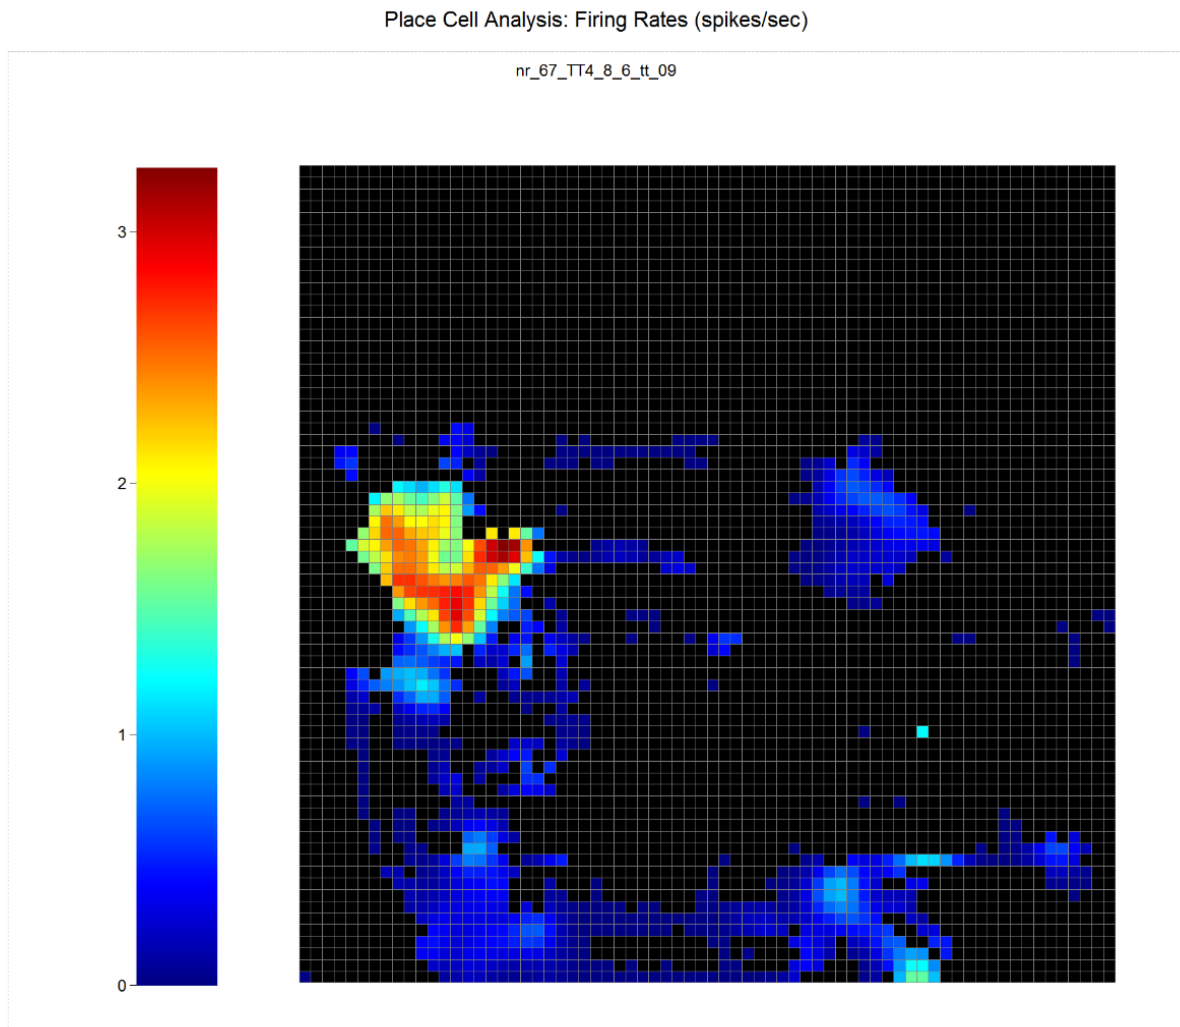 Place Cell Analysis: Firing Rates (spikes/sec)
nr_67_TT4_8_6_tt_09
3
2
1
0